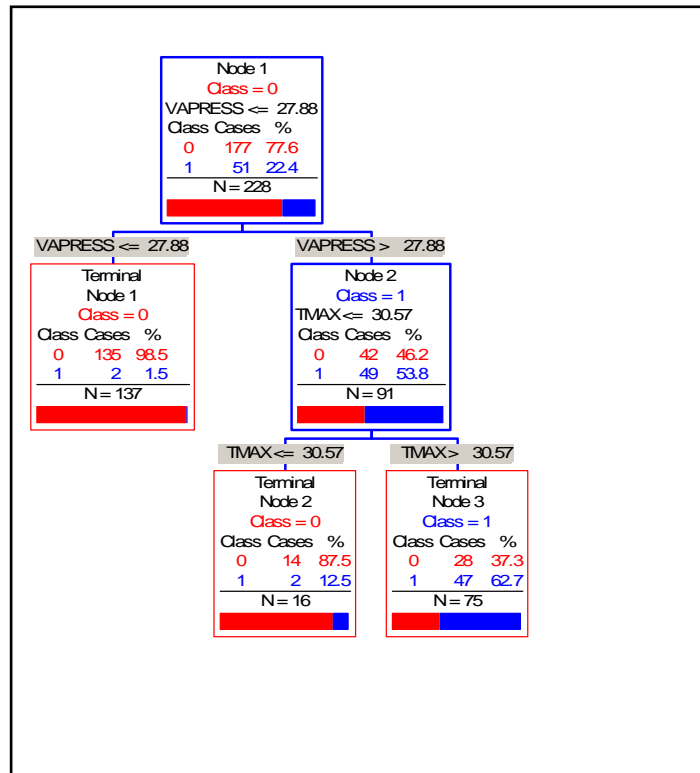 Node 1
Class = 0
VAPRESS <= 27.88
Class Cases %
0 177 77.6
1 51 22.4
N = 228
VAPRESS <= 27.88
VAPRESS > 27.88
Terminal
Node 1
Class = 0
Class Cases %
0 135 98.5
1 2 1.5
N = 137
Node 2
Class = 1
TMAX <= 30.57
Class Cases %
0 42 46.2
1 49 53.8
N = 91
TMAX <= 30.57
TMAX > 30.57
Terminal
Node 2
Class = 0
Class Cases %
0 14 87.5
1 2 12.5
N = 16
Terminal
Node 3
Class = 1
Class Cases %
0 28 37.3
1 47 62.7
N = 75